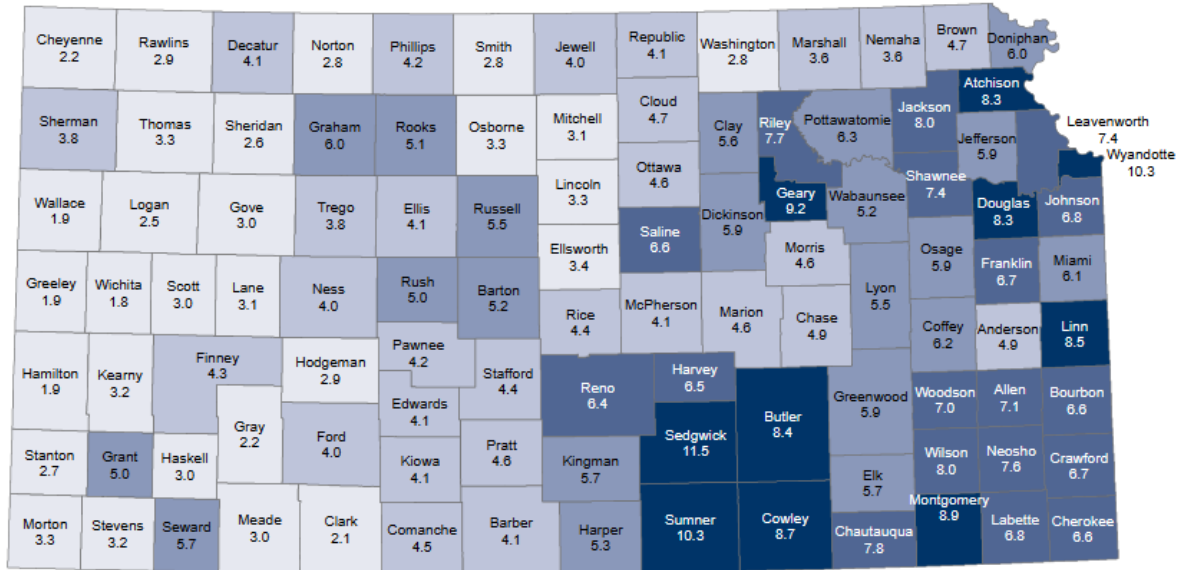 Cheyenne
2.2
Rawlins
2.9
Decatur
4.1
Norton
2.8
Phillips
4.2
Smith
2.8
Jewell
4.0
Republic
4.1
Washington
2.8
Marshall
3.6
Nemaha
3.6
Brown
4.7
Doniphan
6.0
Atchison
8.3
Sherman
3.8
Thomas
3.3
Sheridan
2.6
Graham
6.0
Rooks
5.1
Osborne
3.3
Mitchell
3.1
Cloud
4.7
Clay
5.6
Riley
7.7
Pottawatomie
6.3
Jackson
8.0
Jefferson
5.9
Leavenworth
7.4
Wyandotte
10.3
Ottawa
4.6
Wallace
1.9
Logan
2.5
Gove
3.0
Trego
3.8
Ellis
4.1
Russell
5.5
Lincoln
3.3
Saline
6.6
Dickinson
5.9
Geary
9.2
Wabaunsee
5.2
Shawnee
7.4
Douglas
8.3
Johnson
6.8
Ellsworth
3.4
Morris
4.6
Osage
5.9
Franklin
6.7
Miami
6.1
Greeley
1.9
Wichita
1.8
Scott
3.0
Lane
3.1
Ness
4.0
Rush
5.0
Barton
5.2
Rice
4.4
McPherson
4.1
Marion
4.6
Chase
4.9
Lyon
5.5
Coffey
6.2
Anderson
4.9
Linn
8.5
Hamilton
1.9
Kearny
3.2
Finney
4.3
Hodgeman
2.9
Pawnee
4.2
Stafford
4.4
Edwards
4.1
Reno
6.4
Harvey
6.5
Butler
8.4
Greenwood
5.9
Woodson
7.0
Allen
7.1
Bourbon
6.6
Gray
2.2
Ford
4.0
Sedgwick
11.5
Stanton
2.7
Grant
5.0
Haskell
3.0
Kiowa
4.1
Pratt
4.6
Kingman
5.7
Elk
5.7
Wilson
8.0
Neosho
7.6
Crawford
6.7
Morton
3.3
Stevens
3.2
Seward
5.7
Meade
3.0
Clark
2.1
Comanche
4.5
Barber
4.1
Harper
5.3
Sumner
10.3
Cowley
8.7
Chautauqua
7.8
Montgomery
8.9
Labette
6.8
Cherokee
6.6